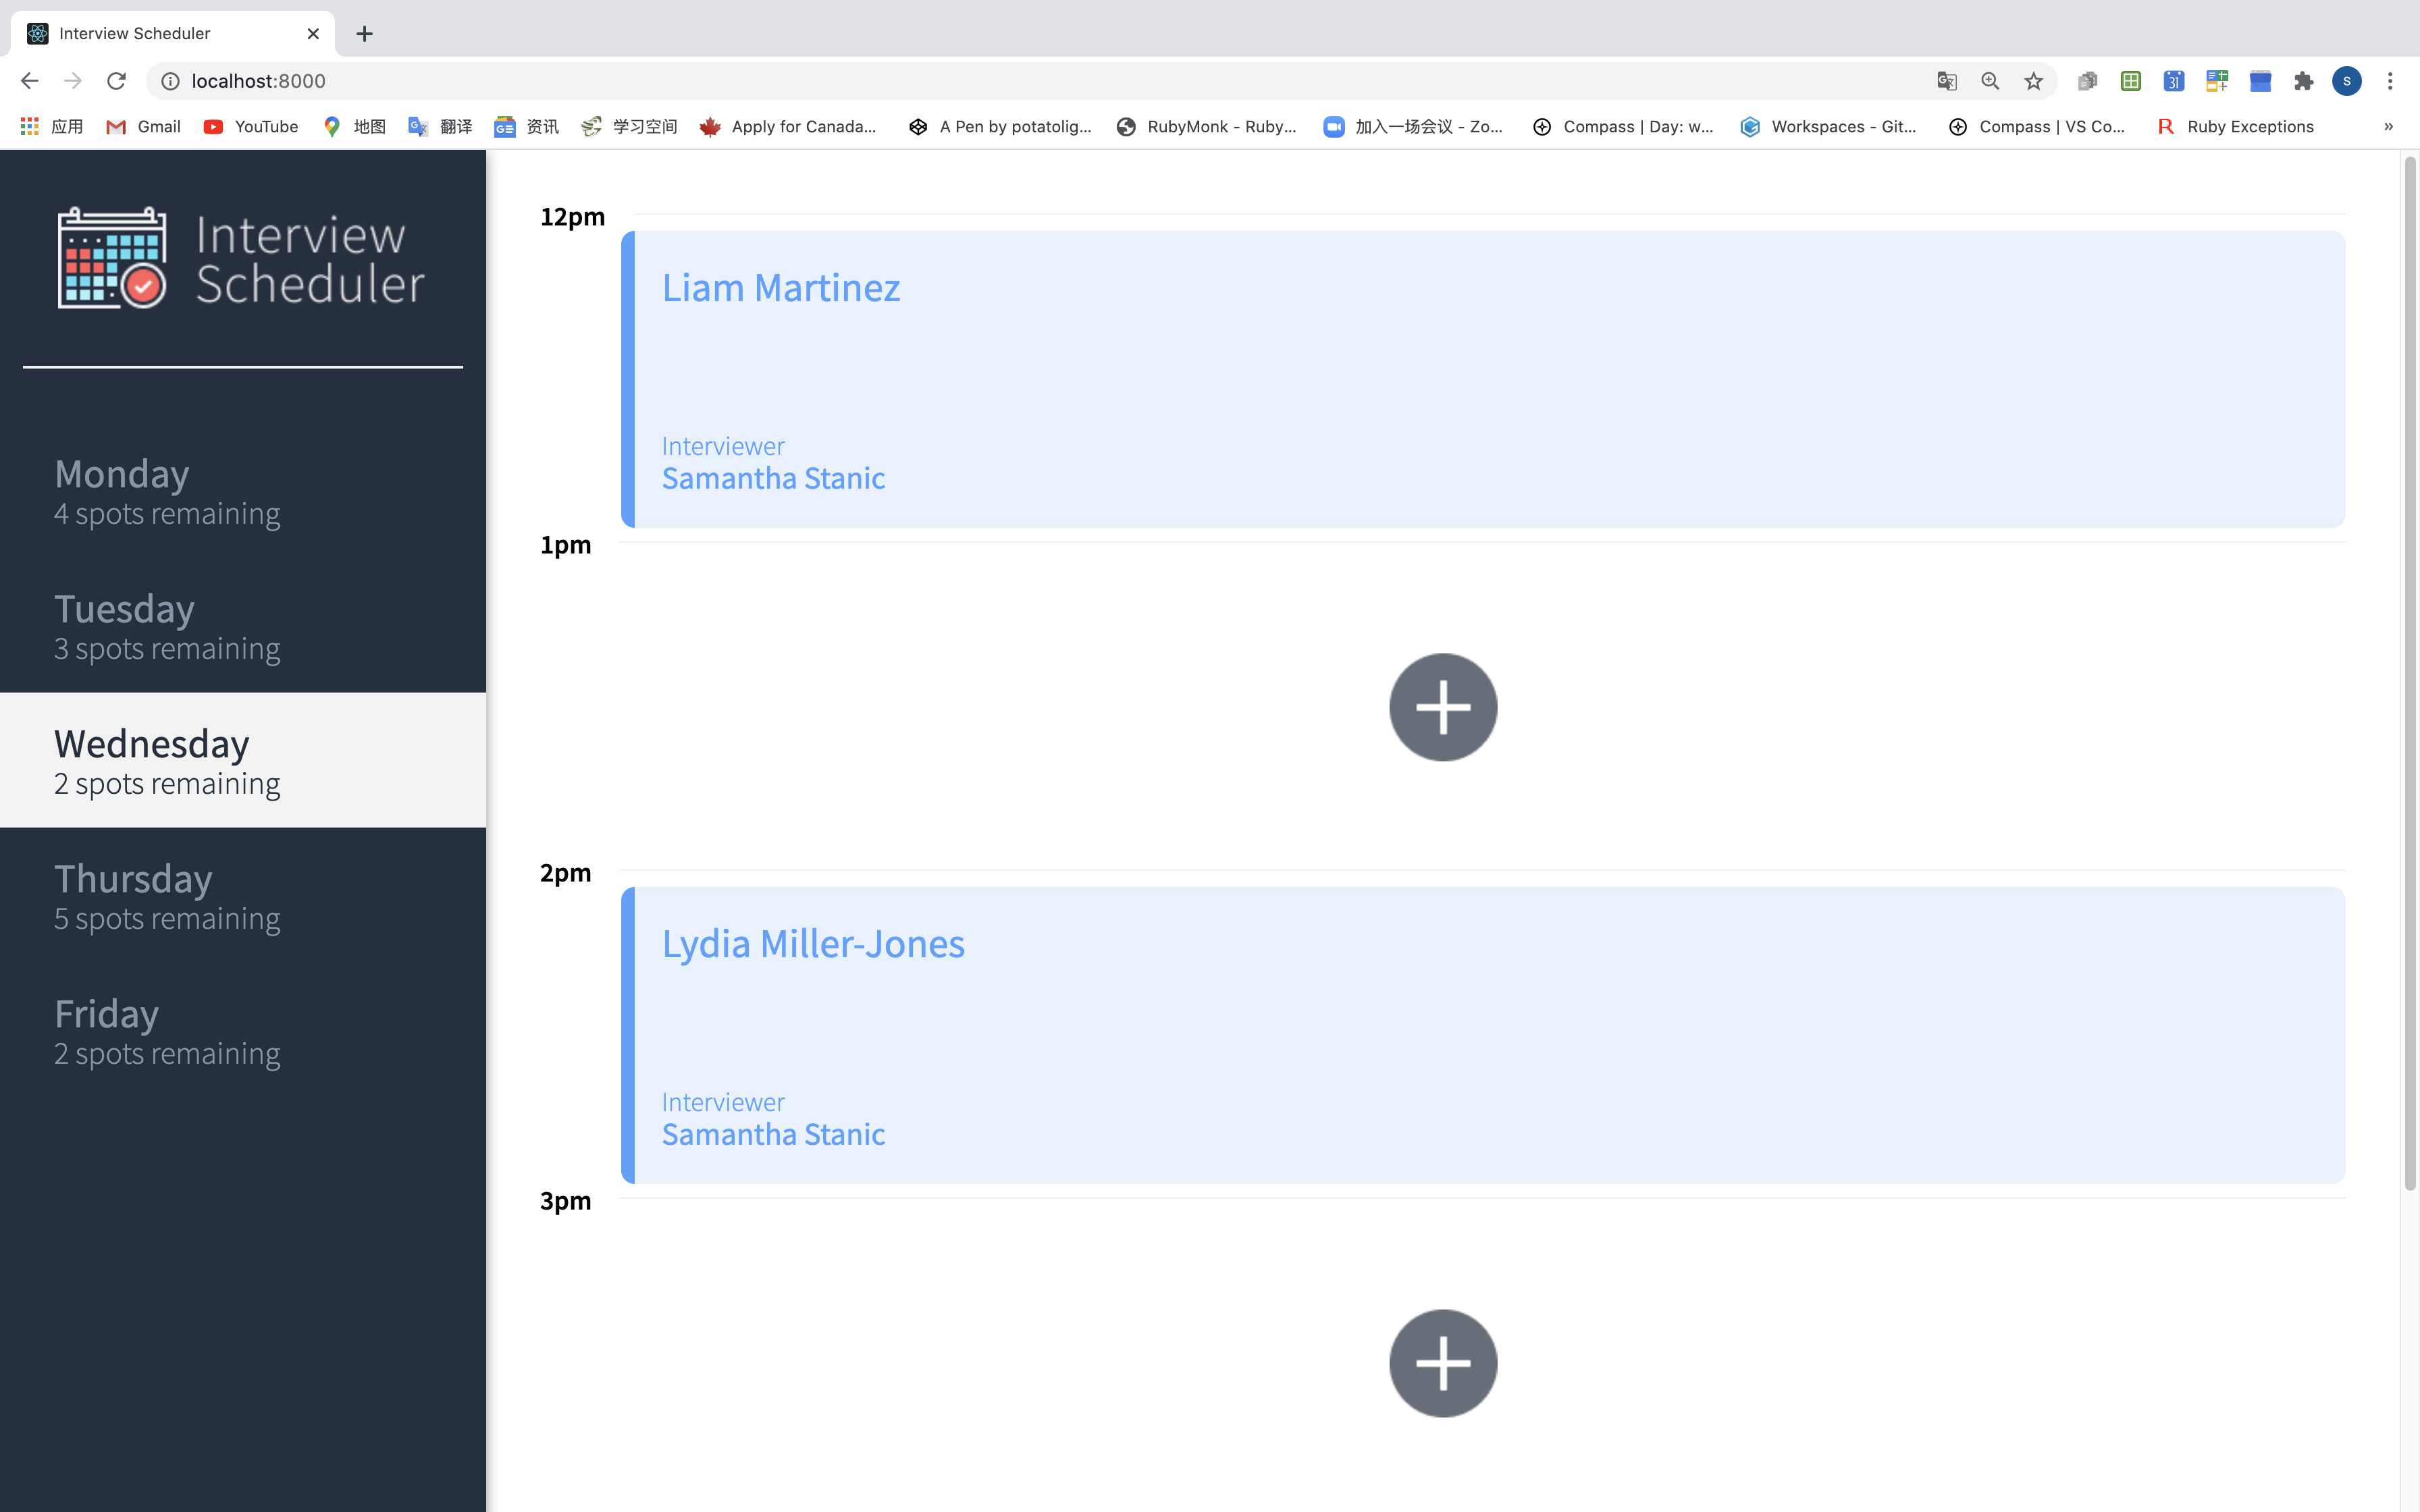 Interview Scheduler
localhost:8000
应用 Gmail YouTube 地图 翻译 资讯 学习空间 Apply for Canada... A Pen by potatolig... RubyMonk - Ruby... 加入一场会议 - Zo... Compass | Day: w... Workspaces - Git... Compass | VS Co... Ruby Exceptions »
Interview
Scheduler
Monday
4 spots remaining
Tuesday
3 spots remaining
Wednesday
2 spots remaining
Thursday
5 spots remaining
Friday
2 spots remaining
12pm
Liam Martinez
Interviewer
Samantha Stanic
1pm
2pm
Lydia Miller-Jones
Interviewer
Samantha Stanic
3pm